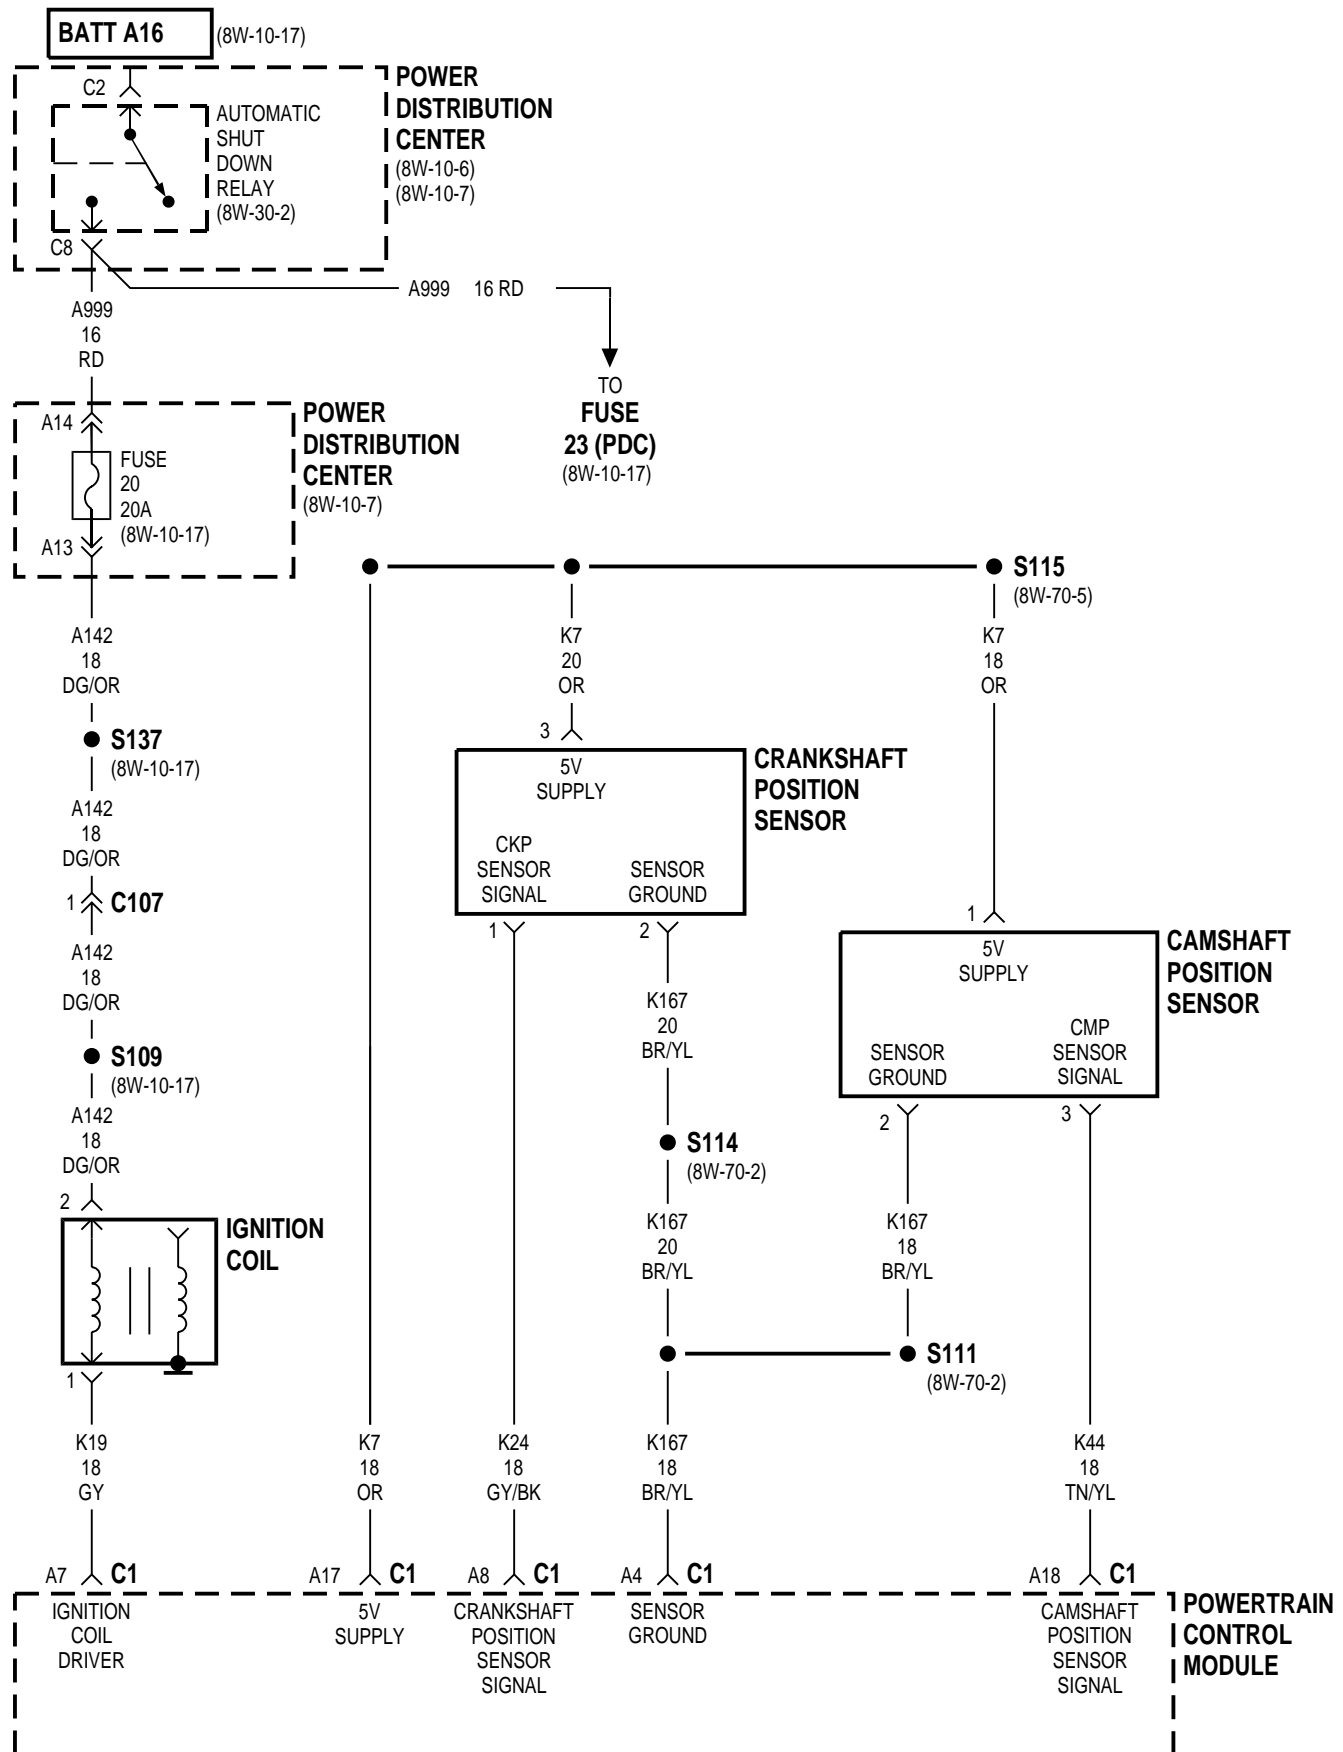 BATT A16 (8W-10-17)
C2
POWER
DISTRIBUTION
CENTER
(8W-10-6)
(8W-10-7)
AUTOMATIC
SHUT
DOWN
RELAY
(8W-30-2)
C8
A999 16 RD
A999
16
RD
TO
FUSE
23 (PDC)
(8W-10-17)
A14
FUSE
20
20A
(8W-10-17)
A13
POWER
DISTRIBUTION
CENTER
(8W-10-7)
S115
(8W-70-5)
A142
18
DG/OR
S137
(8W-10-17)
A142
18
DG/OR
1 C107
A142
18
DG/OR
S109
(8W-10-17)
A142
18
DG/OR
2
IGNITION
COIL
1
K19
18
GY
K7
20
OR
3
5V
SUPPLY
CRANKSHAFT
POSITION
SENSOR
CKP
SENSOR
SIGNAL
SENSOR
GROUND
1
2
K7
18
OR
1
5V
SUPPLY
CAMSHAFT
POSITION
SENSOR
SENSOR
GROUND
CMP
SENSOR
SIGNAL
2
3
K167
20
BR/YL
S114
(8W-70-2)
K167
20
BR/YL
K167
18
BR/YL
S111
(8W-70-2)
K7
18
OR
K24
18
GY/BK
K167
18
BR/YL
K44
18
TN/YL
A7 C1
A17 C1
A8 C1
A4 C1
A18 C1
IGNITION
COIL
DRIVER
5V
SUPPLY
CRANKSHAFT
POSITION
SENSOR
SIGNAL
SENSOR
GROUND
CAMSHAFT
POSITION
SENSOR
SIGNAL
POWERTRAIN
CONTROL
MODULE